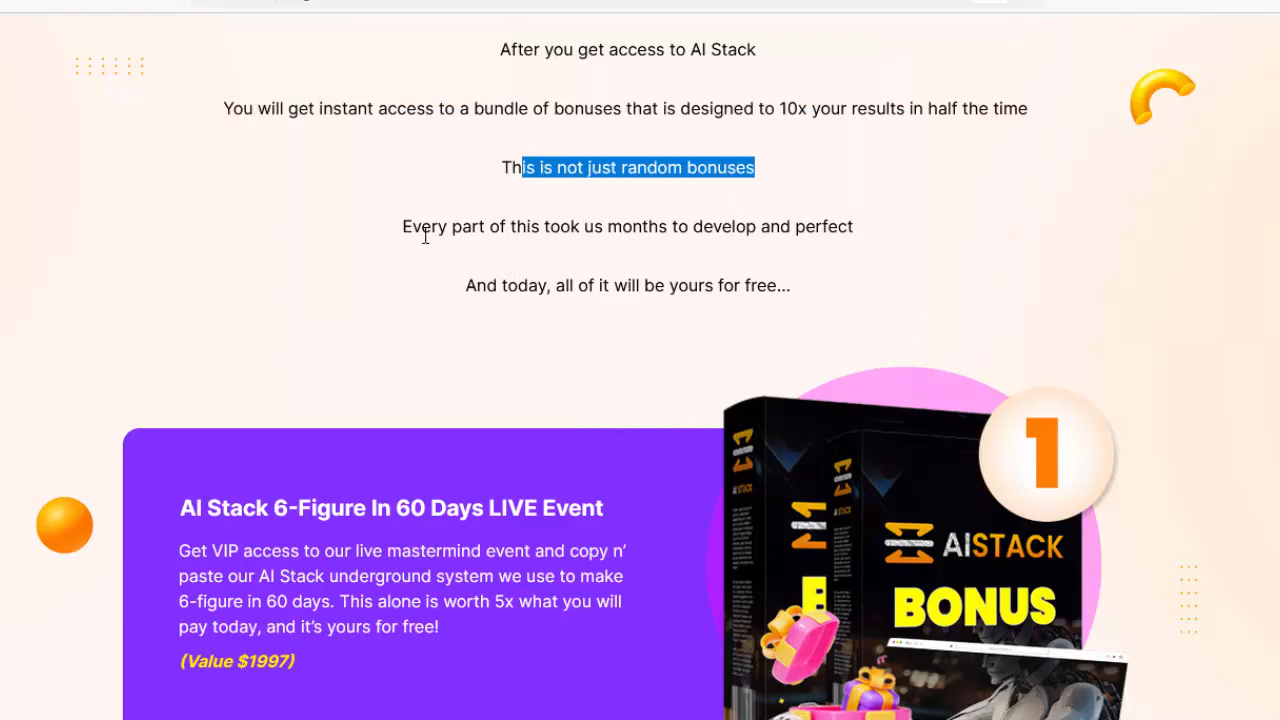 After you get access to AI Stack
You will get instant access to a bundle of bonuses that is designed to 10x your results in half the time
This is not just random bonuses
Every part of this took us months to develop and perfect
And today, all of it will be yours for free...
1
AI Stack 6-Figure In 60 Days LIVE Event
Get VIP access to our live mastermind event and copy n’
paste our AI Stack underground system we use to make
6-figure in 60 days. This alone is worth 5x what you will
pay today, and it’s yours for free!
(Value $1997)
AISTACK
BONUS